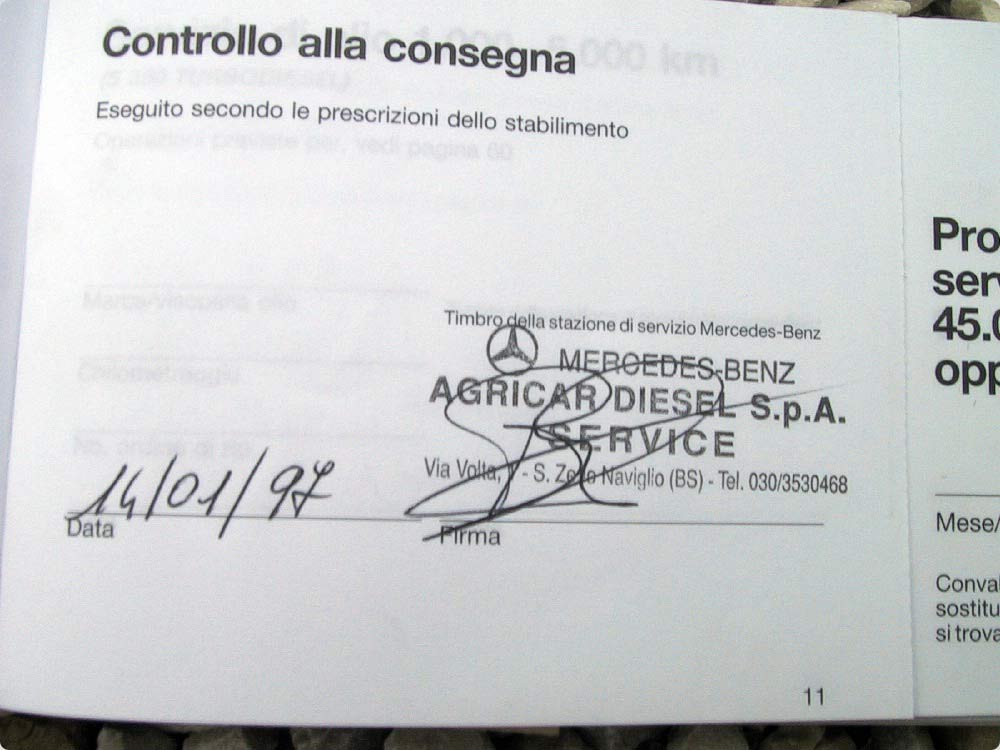 Controllo alla consegna
Eseguito secondo le prescrizioni dello stabilimento
Timbro della stazione di servizio Mercedes-Benz
MERCEDES-BENZ
AGRICAR DIESEL S.p.A.
SERVICE
Via Volta, - S. Zeno Naviglio (BS) - Tel. 030/3530468
14/01/97
Data
Firma
11
Pro
serv
45.0
opp
Mese/
Conval
sostitu
si trova